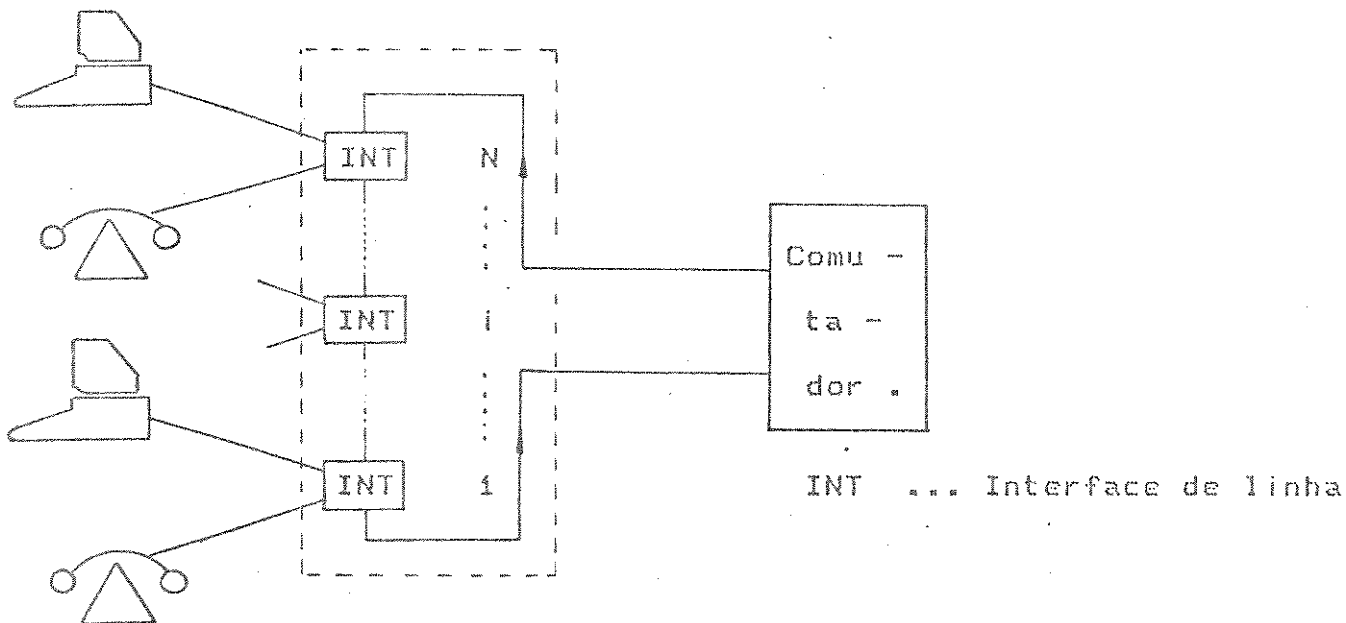 INT N
Comu -
INT i
ta -
dor .
INT 1
INT ... Interface de linha